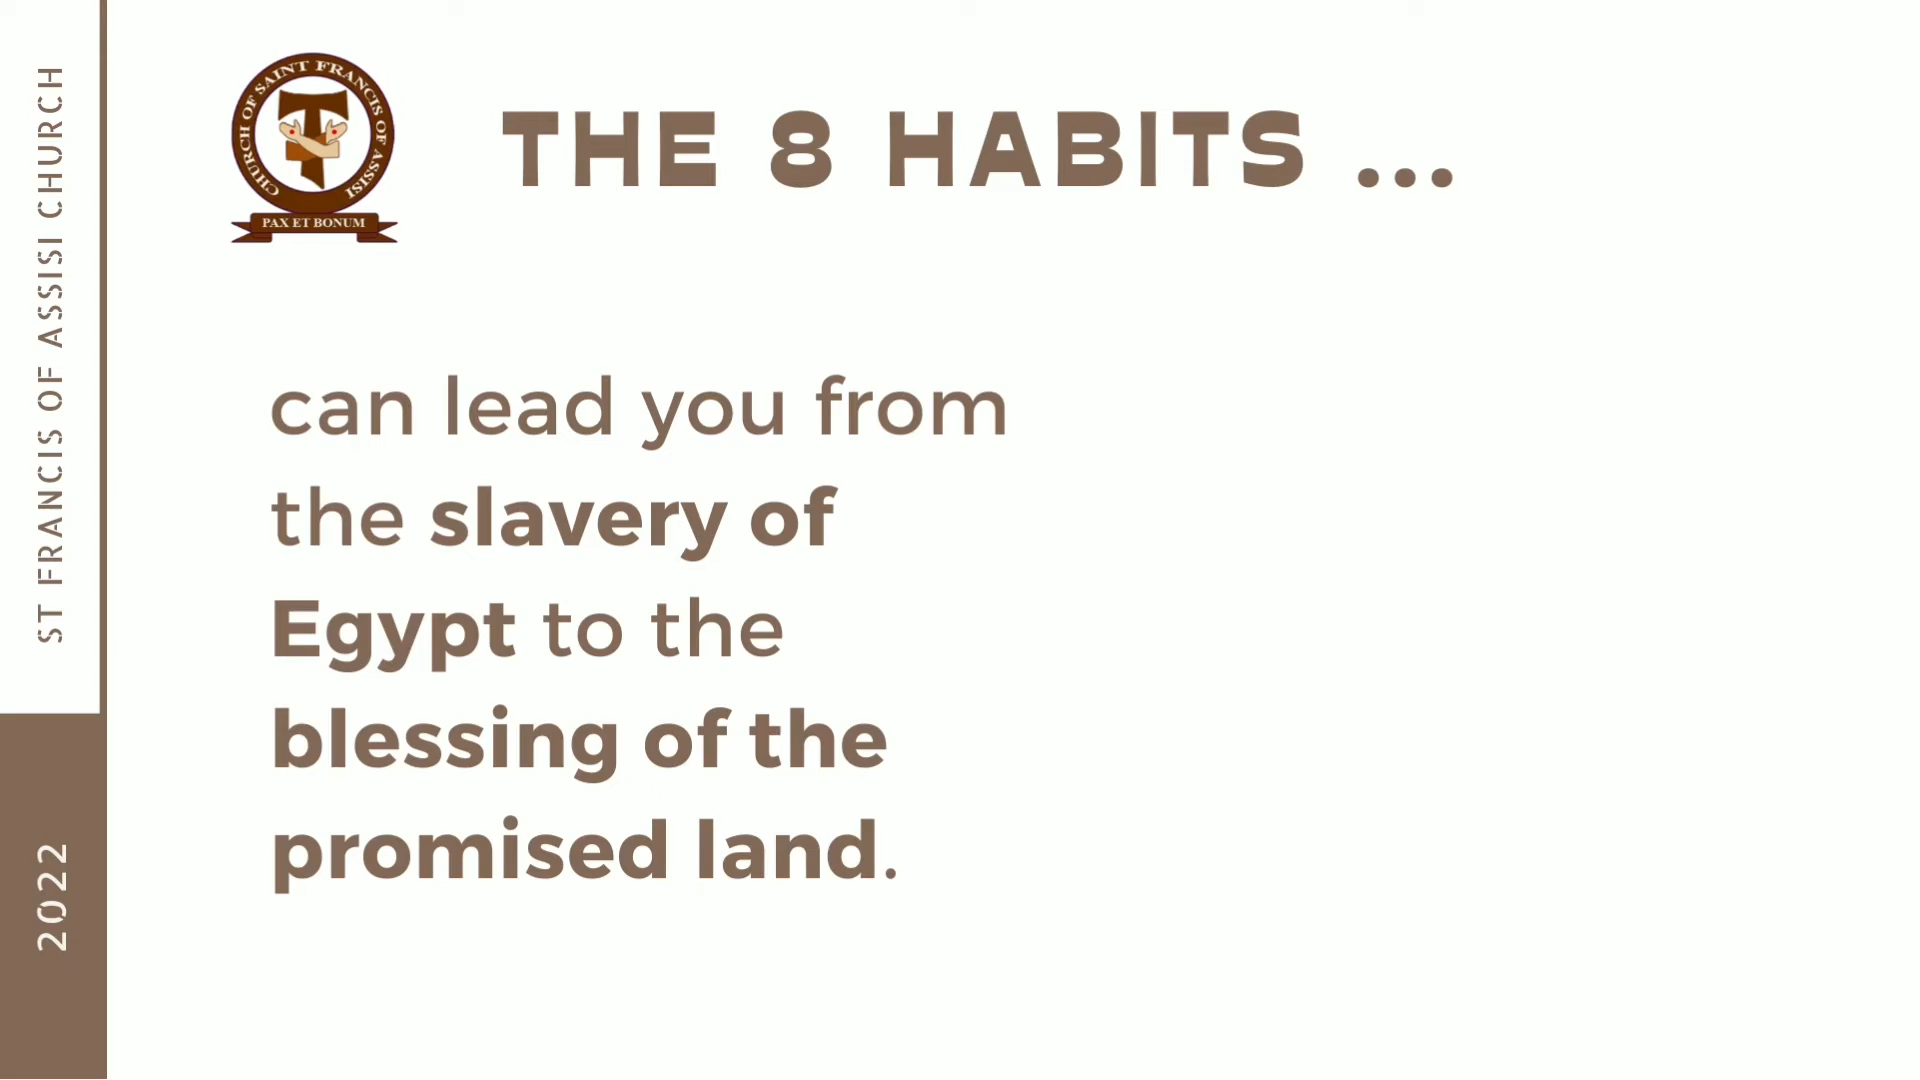 ST FRANCIS OF ASSISI CHURCH
2022
CHURCH OF SAINT FRANCIS OF ASSISI
PAX ET BONUM
THE 8 HABITS ...
can lead you from
the slavery of
Egypt to the
blessing of the
promised land.